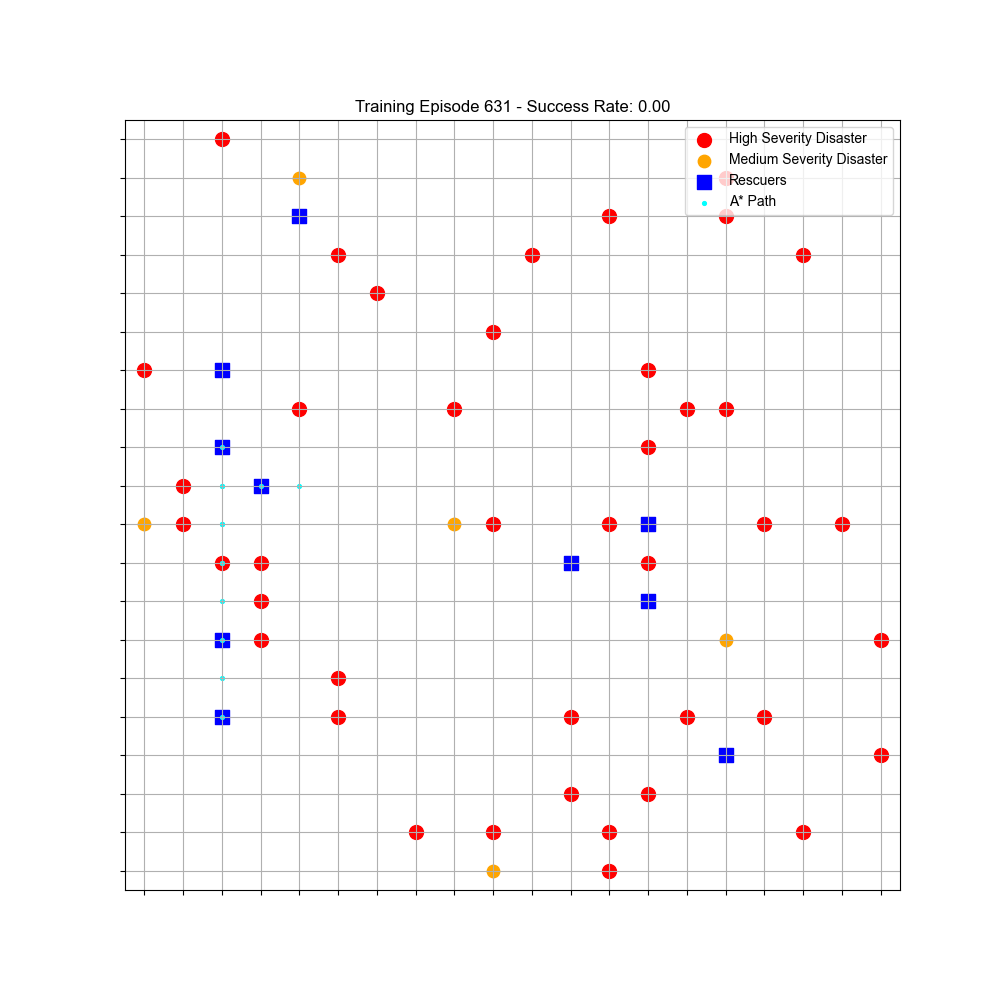 Training Episode 631 - Success Rate: 0.00
High Severity Disaster
Medium Severity Disaster
Rescuers
A* Path